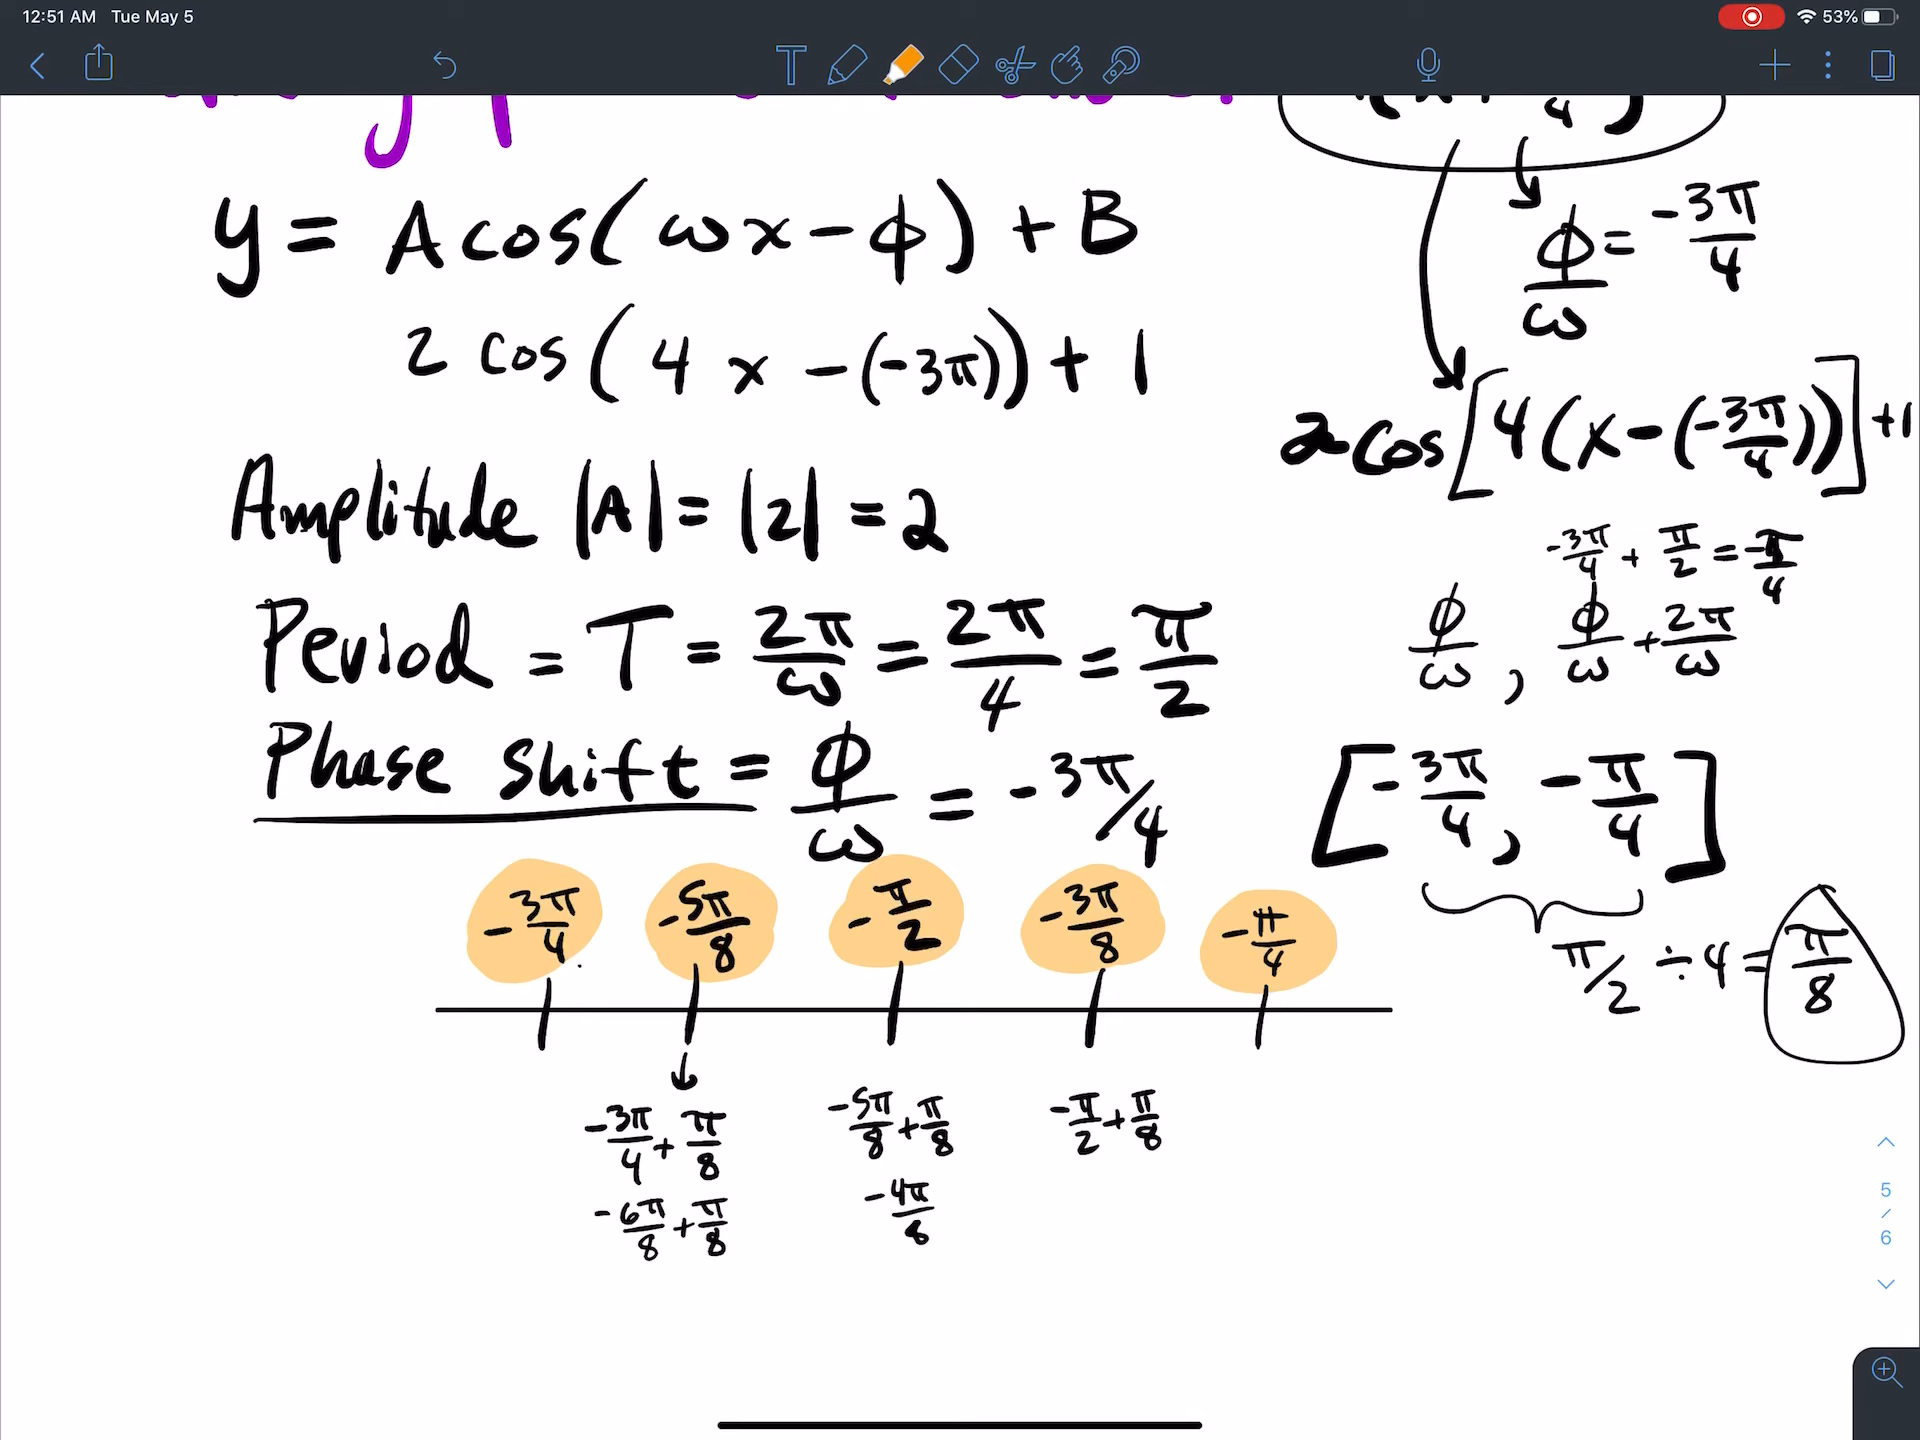 12:51 AM Tue May 5
53%
y = A cos(ωx - ϕ) + B
2 cos(4x - (-3π)) + 1
Amplitude |A| = |2| = 2
Period = T = 2π/ω = 2π/4 = π/2
Phase shift = ϕ/ω = -3π/4
ϕ/ω = -3π/4
2 cos[4(x - (-3π/4))] + 1
-3π/4 + π/2 = -π/4
ϕ/ω, ϕ/ω + 2π/ω
[-3π/4, -π/4]
π/2 ÷ 4 = π/8
-3π/4 -5π/8 -π/2 -3π/8 -π/4
-3π/4 + π/8 -5π/8 + π/8 -π/2 + π/8
-6π/8 + π/8 -4π/8
5
/
6